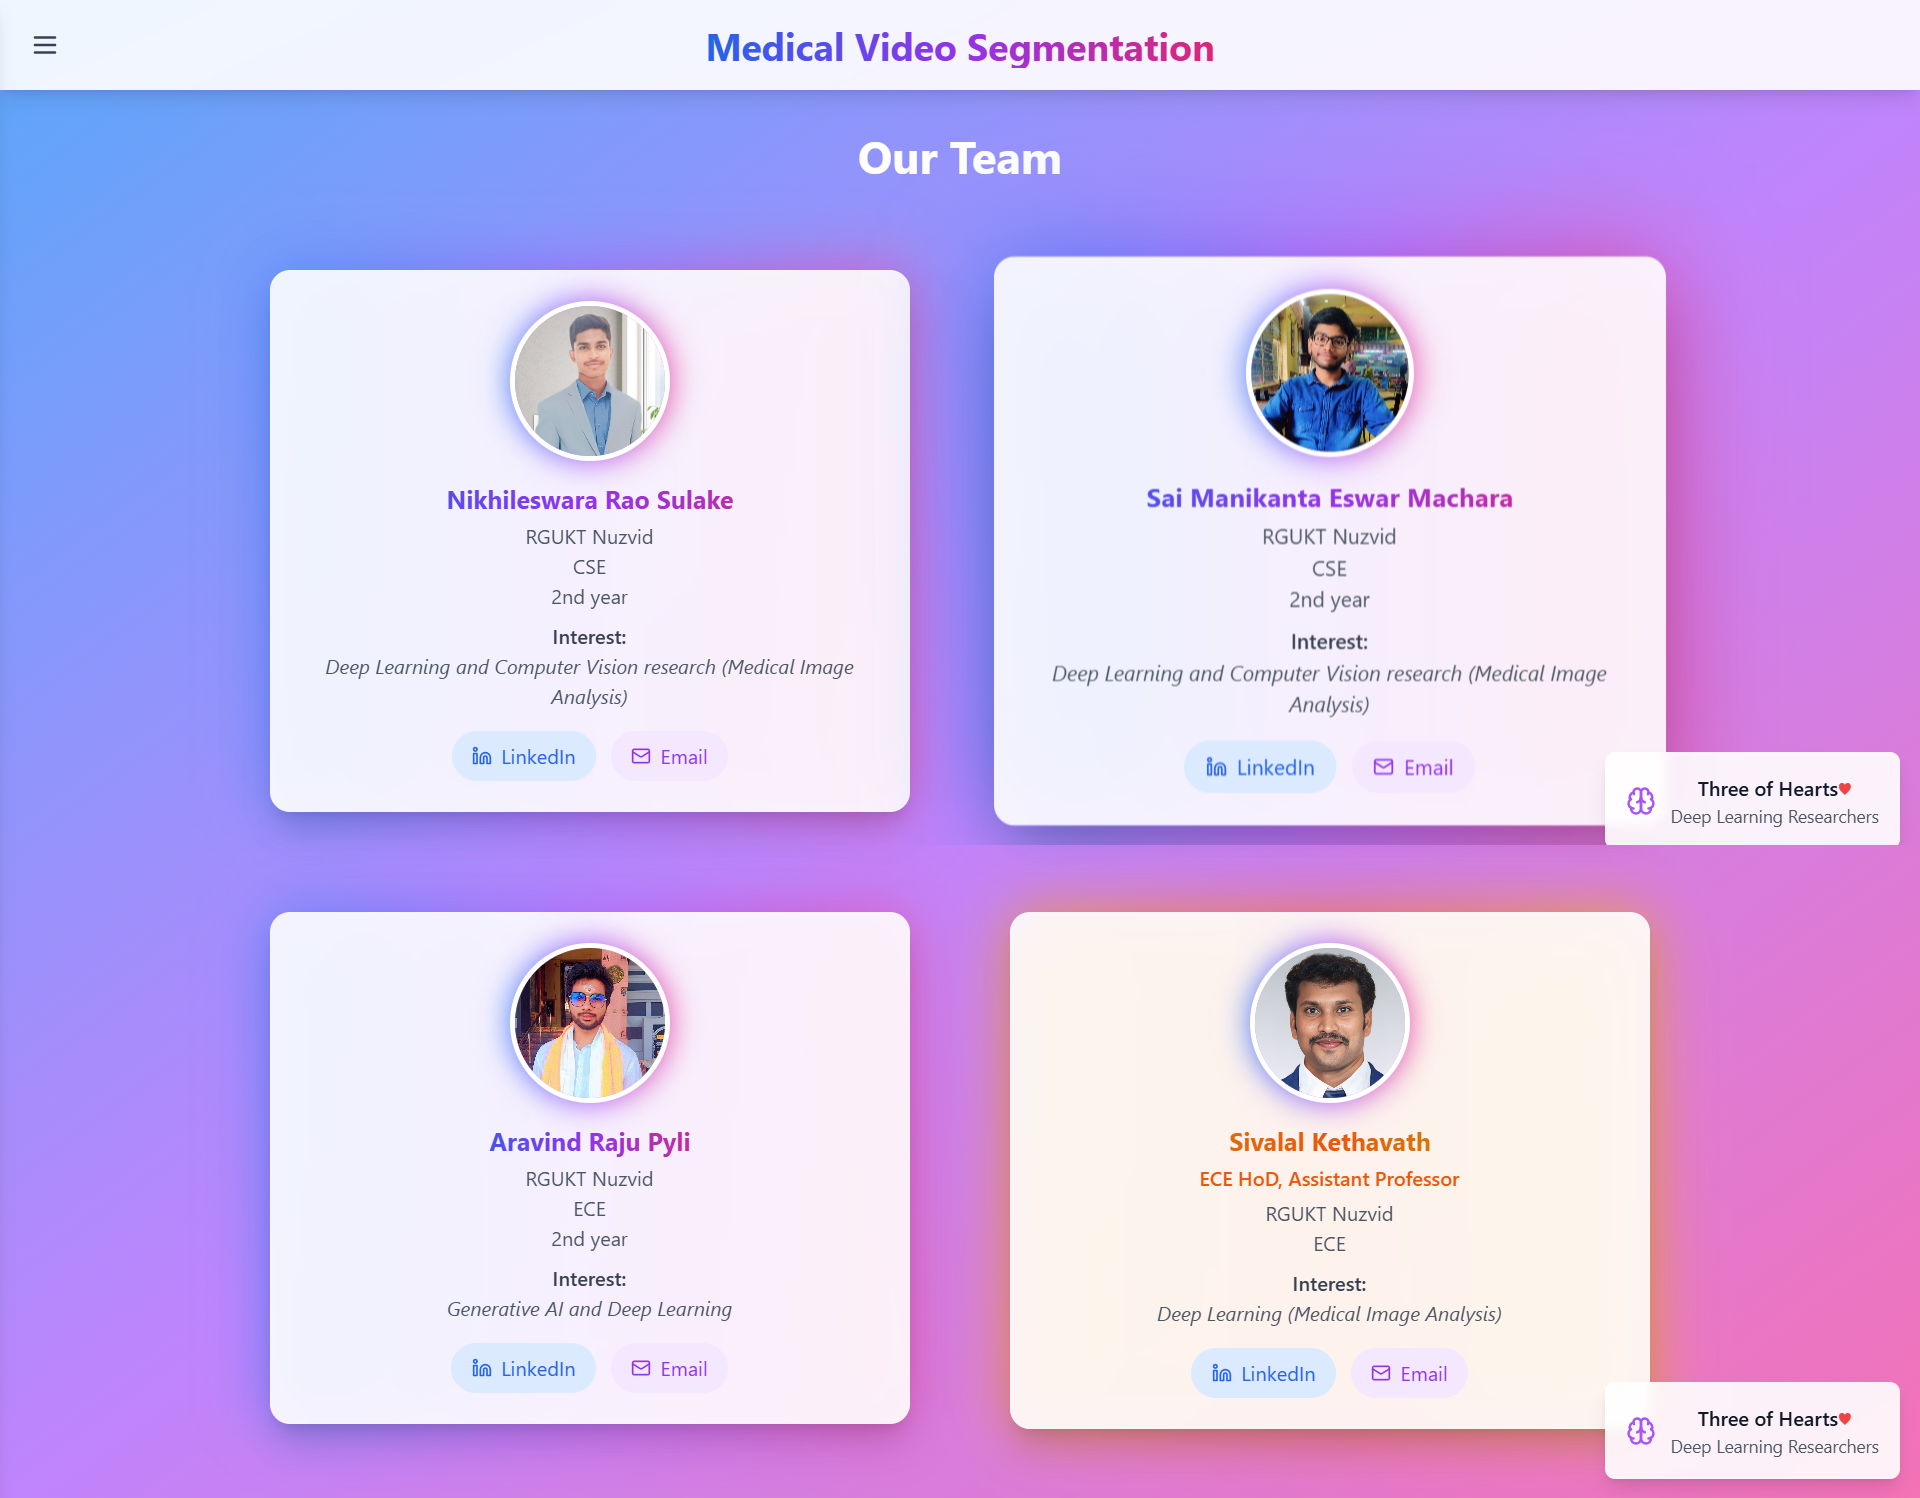 Medical Video Segmentation
Our Team
Nikhileswara Rao Sulake
RGUKT Nuzvid
CSE
2nd year
Interest:
Deep Learning and Computer Vision research (Medical Image
Analysis)
LinkedIn
Email
Sai Manikanta Eswar Machara
RGUKT Nuzvid
CSE
2nd year
Interest:
Deep Learning and Computer Vision research (Medical Image
Analysis)
LinkedIn
Email
Three of Hearts♥
Deep Learning Researchers
Aravind Raju Pyli
RGUKT Nuzvid
ECE
2nd year
Interest:
Generative AI and Deep Learning
LinkedIn
Email
Sivalal Kethavath
ECE HoD, Assistant Professor
RGUKT Nuzvid
ECE
Interest:
Deep Learning (Medical Image Analysis)
LinkedIn
Email
Three of Hearts♥
Deep Learning Researchers